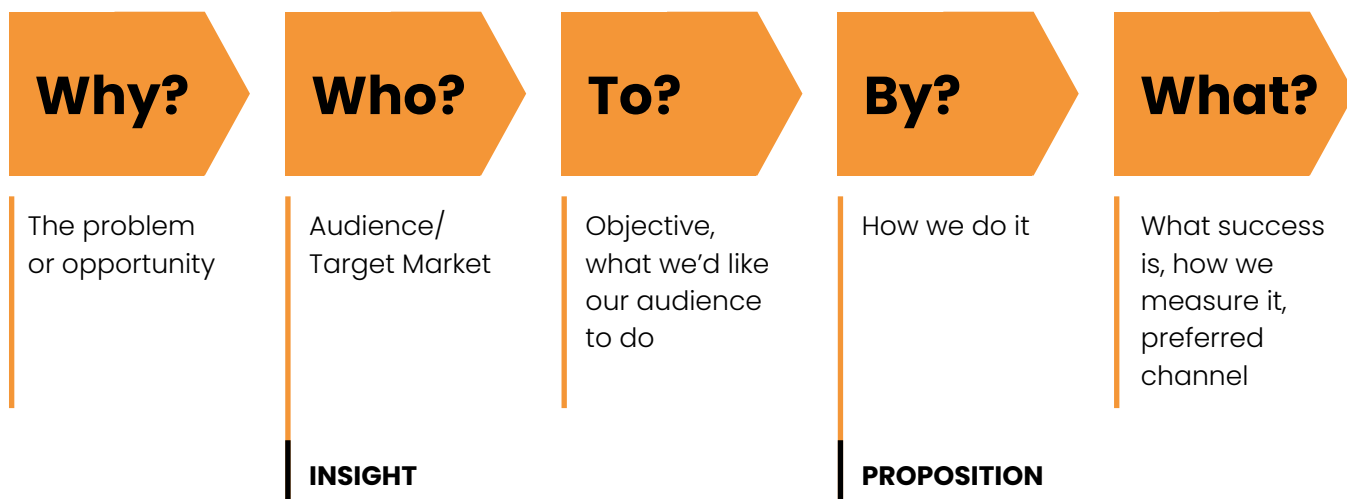 Why?
The problem
or opportunity
Who?
Audience/
Target Market
INSIGHT
To?
Objective,
what we’d like
our audience
to do
By?
How we do it
PROPOSITION
What?
What success
is, how we
measure it,
preferred
channel